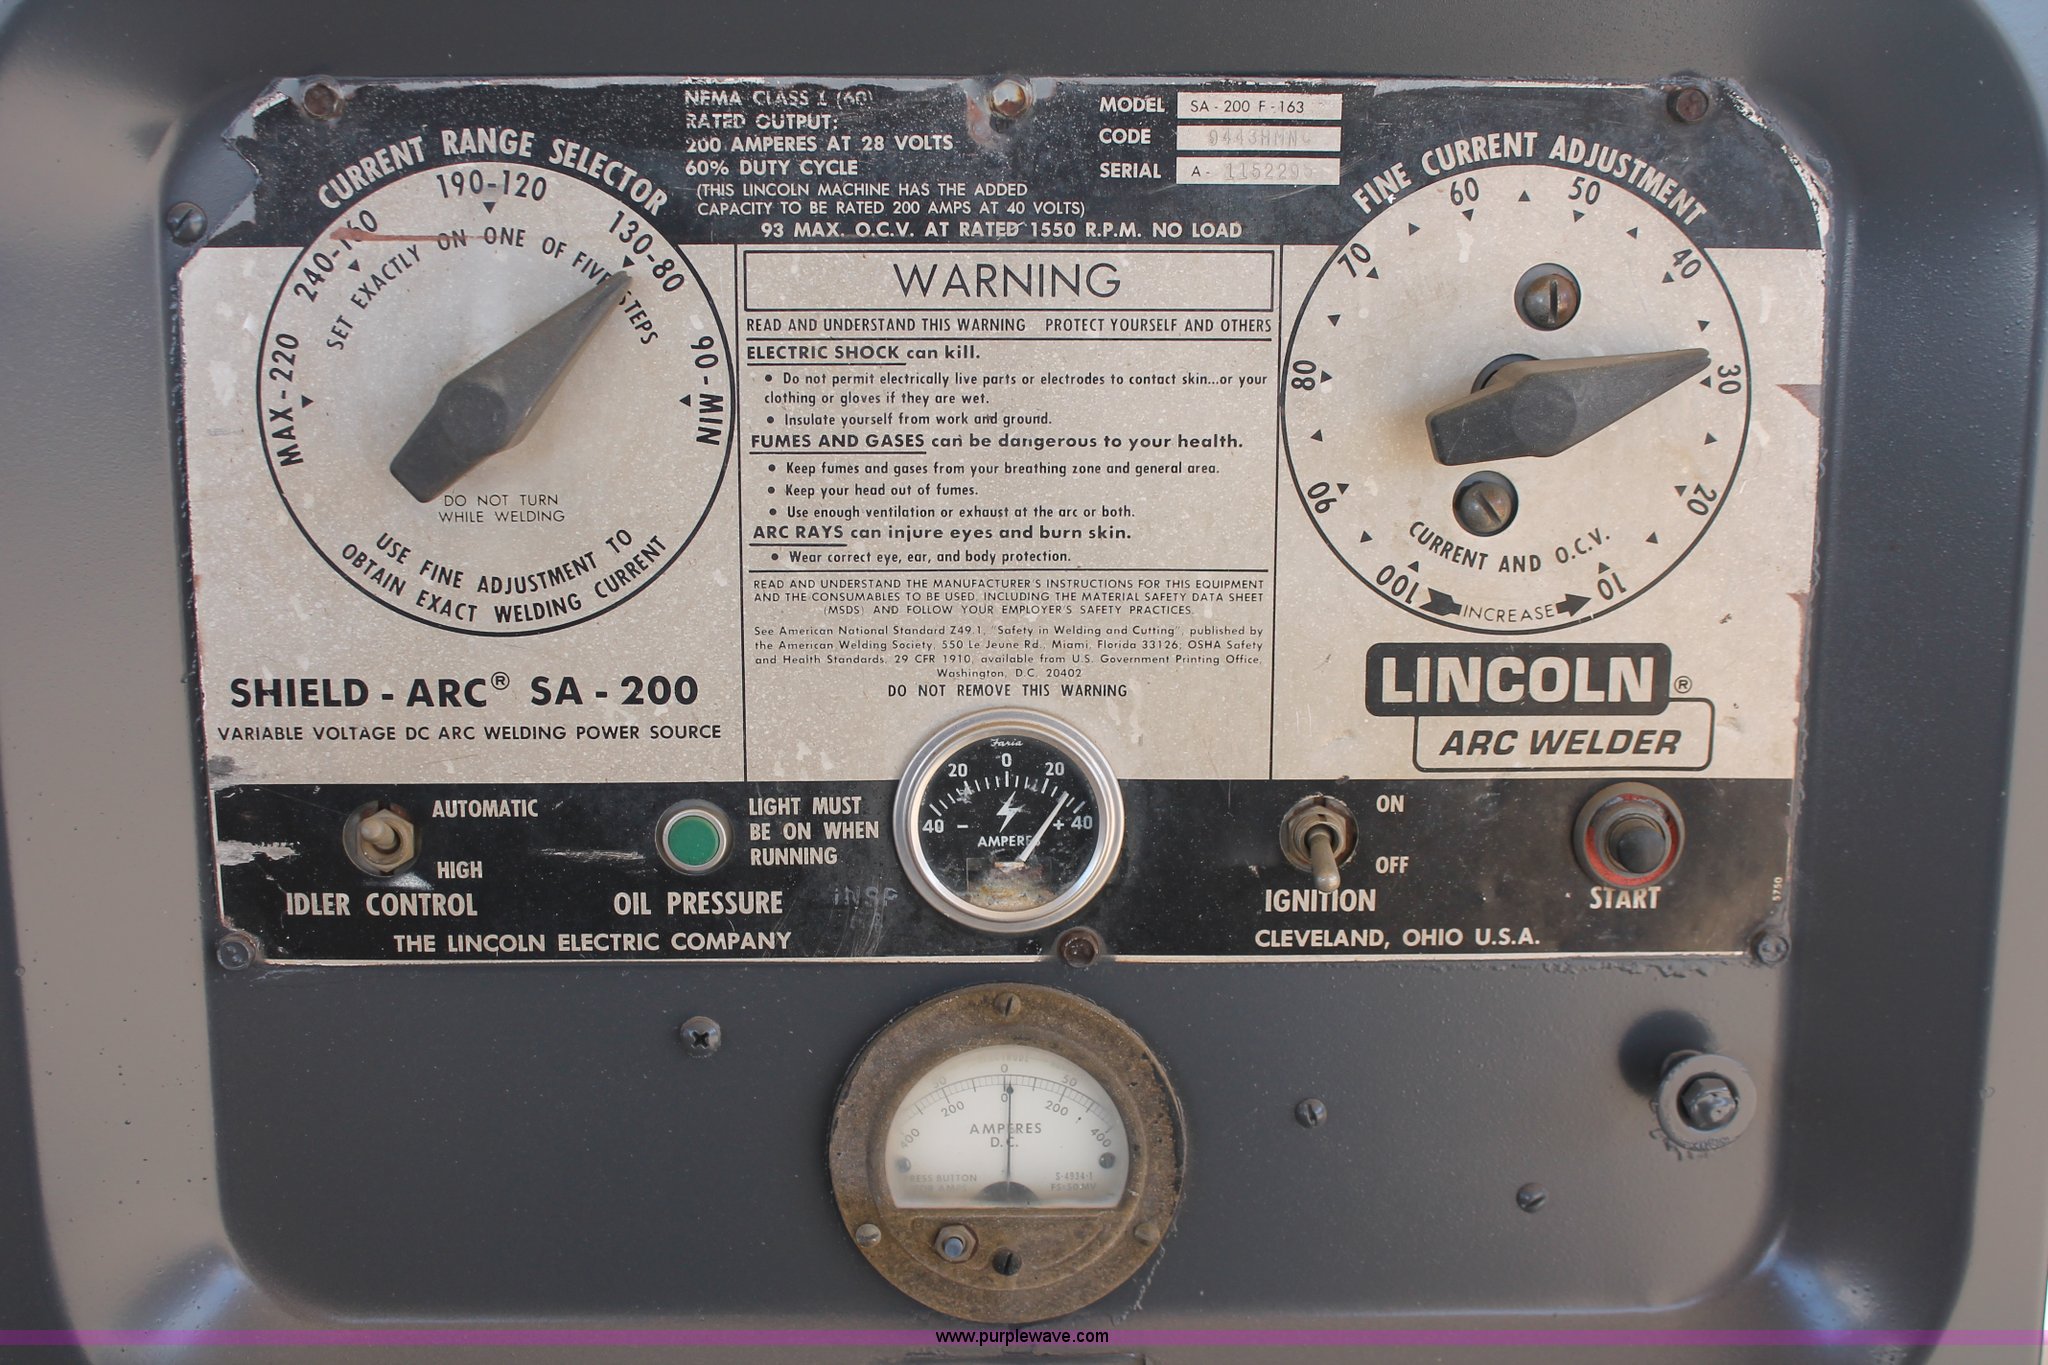 NEMA CLASS 1 (60)
RATED OUTPUT:
200 AMPERES AT 28 VOLTS
60% DUTY CYCLE
(THIS LINCOLN MACHINE HAS THE ADDED
CAPACITY TO BE RATED 200 AMPS AT 40 VOLTS)
93 MAX. O.C.V. AT RATED 1550 R.P.M. NO LOAD
MODEL SA - 200 F - 163
CODE
SERIAL A-
CURRENT RANGE SELECTOR
MAX-220
240-160
190-120
130-80
90-MIN
SET EXACTLY ON ONE OF FIVE STEPS
DO NOT TURN
WHILE WELDING
USE FINE ADJUSTMENT TO
OBTAIN EXACT WELDING CURRENT
SHIELD - ARC® SA - 200
VARIABLE VOLTAGE DC ARC WELDING POWER SOURCE
WARNING
READ AND UNDERSTAND THIS WARNING PROTECT YOURSELF AND OTHERS
ELECTRIC SHOCK can kill.
• Do not permit electrically live parts or electrodes to contact skin...or your
clothing or gloves if they are wet.
• Insulate yourself from work and ground.
FUMES AND GASES can be dangerous to your health.
• Keep fumes and gases from your breathing zone and general area.
• Keep your head out of fumes.
• Use enough ventilation or exhaust at the arc or both.
ARC RAYS can injure eyes and burn skin.
• Wear correct eye, ear, and body protection.
READ AND UNDERSTAND THE MANUFACTURER'S INSTRUCTIONS FOR THIS EQUIPMENT
AND THE CONSUMABLES TO BE USED, INCLUDING THE MATERIAL SAFETY DATA SHEET
(MSDS) AND FOLLOW YOUR EMPLOYER'S SAFETY PRACTICES.
See American National Standard Z49.1, "Safety in Welding and Cutting", published by
the American Welding Society, 550 Le Jeune Rd., Miami, Florida 33126; OSHA Safety
and Health Standards, 29 CFR 1910, available from U.S. Government Printing Office,
Washington, D.C. 20402
DO NOT REMOVE THIS WARNING
FINE CURRENT ADJUSTMENT
10
20
30
40
50
60
70
80
90
100
CURRENT AND O.C.V.
INCREASE
LINCOLN®
ARC WELDER
AUTOMATIC
HIGH
IDLER CONTROL
LIGHT MUST
BE ON WHEN
RUNNING
OIL PRESSURE
Faria
40 20 0 20 40
- +
AMPERES
ON
OFF
IGNITION
START
THE LINCOLN ELECTRIC COMPANY
CLEVELAND, OHIO U.S.A.
0 50
400 200 0 200 400
AMPERES
D.C.
S-4934-1
www.purplewave.com